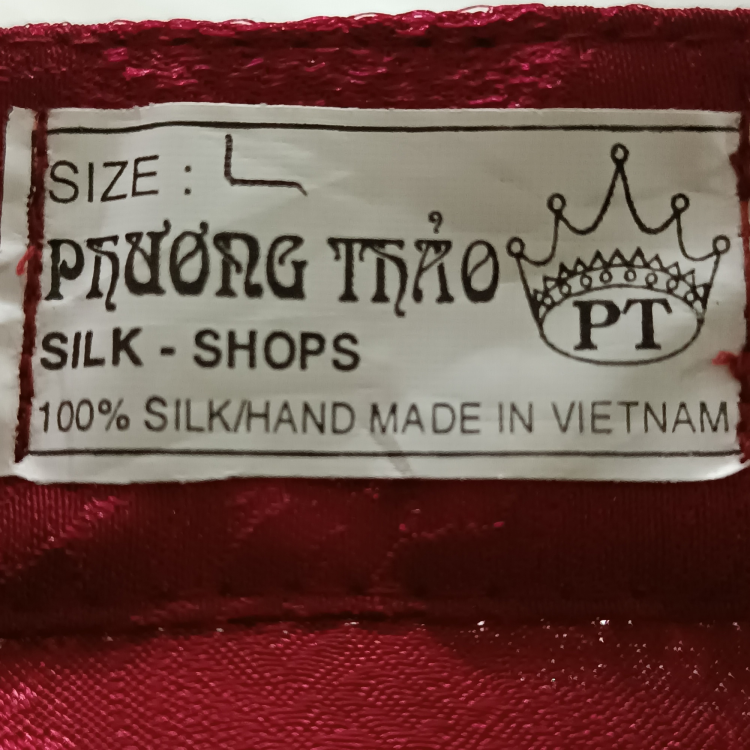 SIZE : L
PHƯƠNG THẢO
PT
SILK - SHOPS
100% SILK/HAND MADE IN VIETNAM